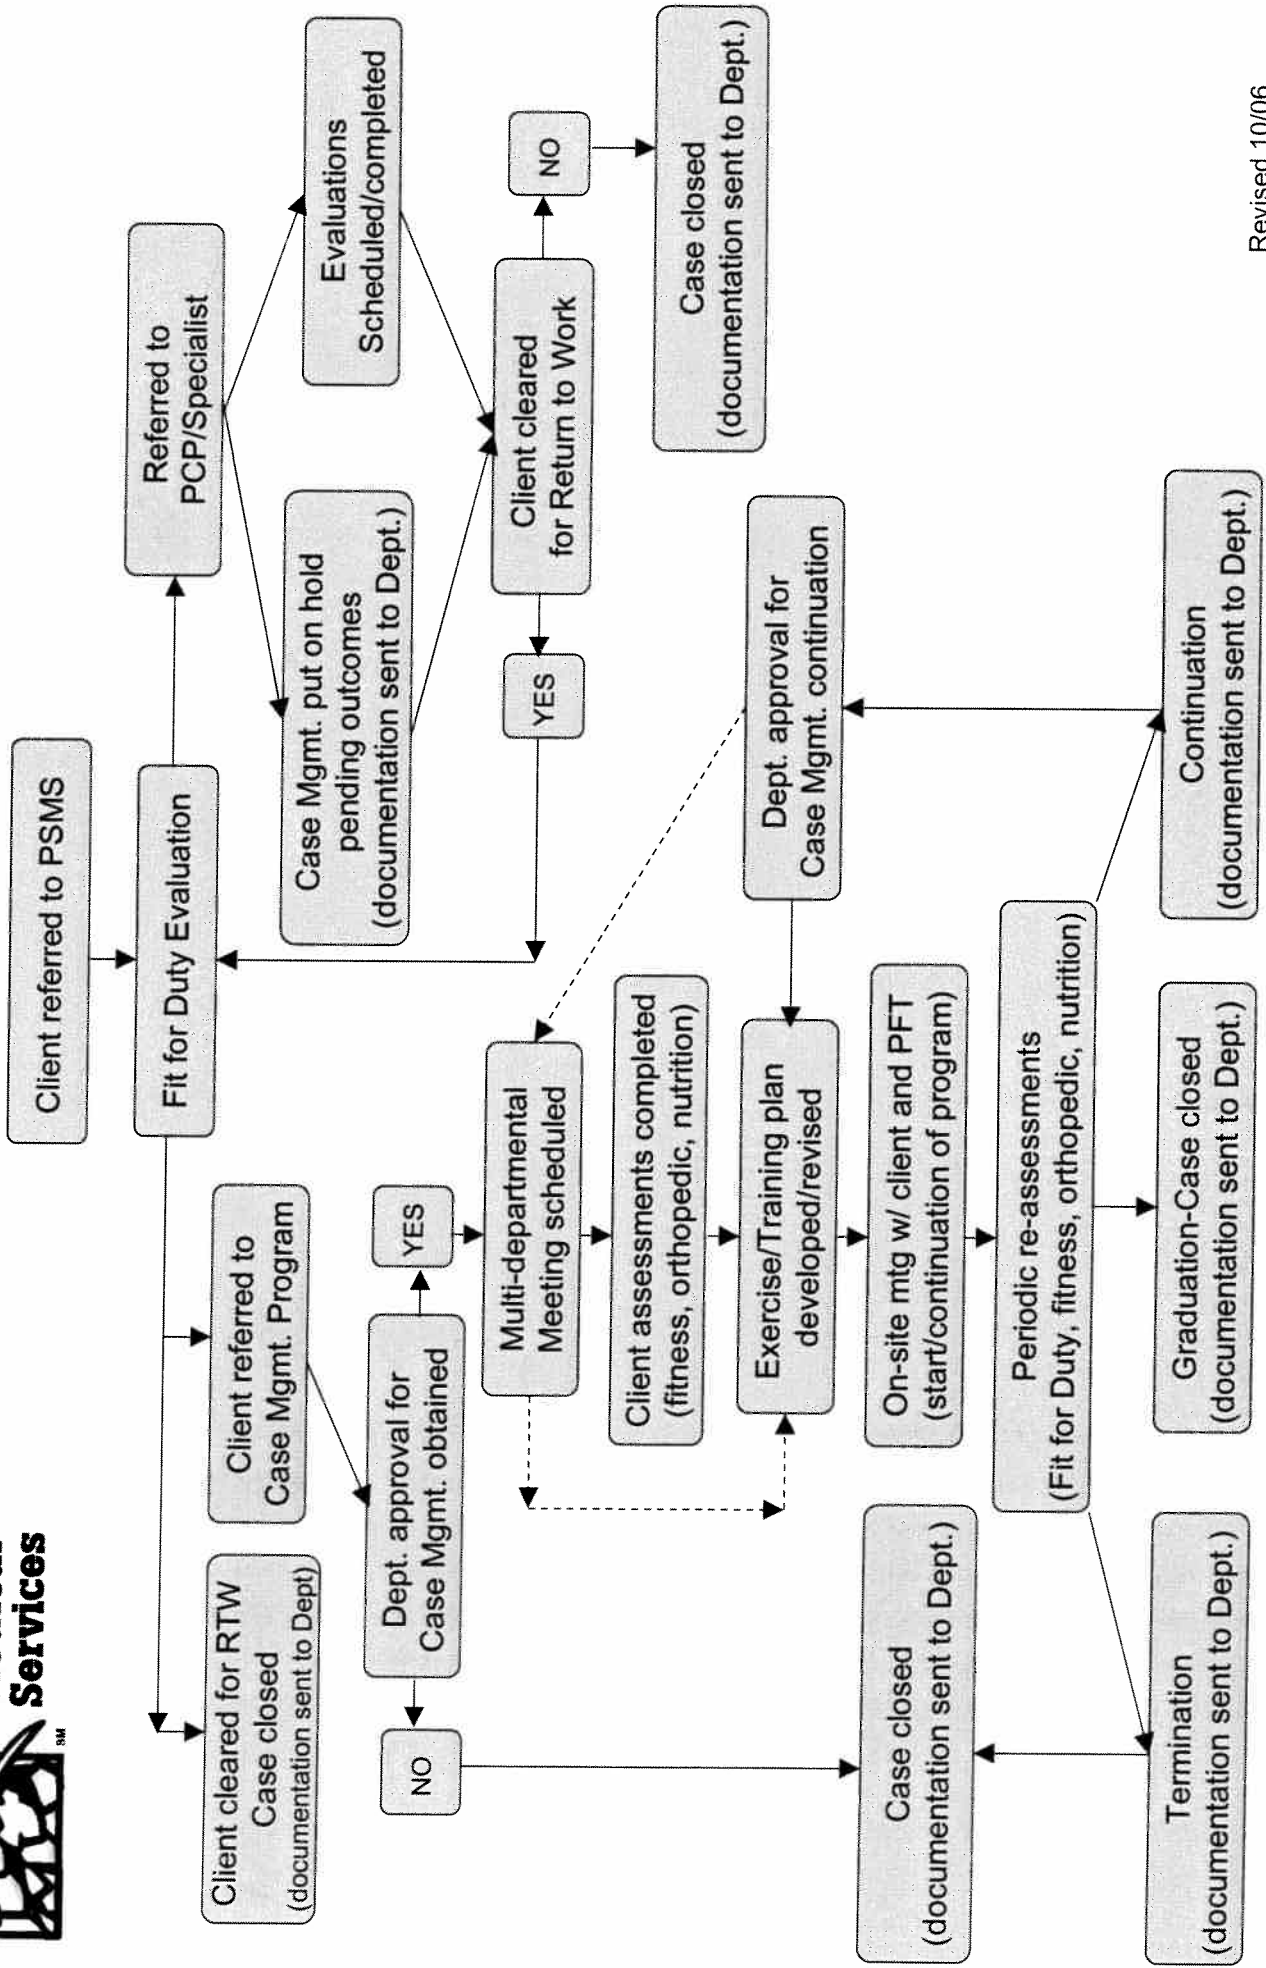 Services
SM
Client referred to PSMS
Fit for Duty Evaluation
Referred to
PCP/Specialist
Client cleared for RTW
Case closed
(documentation sent to Dept)
Client referred to
Case Mgmt. Program
Case Mgmt. put on hold
pending outcomes
(documentation sent to Dept.)
Evaluations
Scheduled/completed
Dept. approval for
Case Mgmt. obtained
NO
YES
Client cleared
for Return to Work
YES
NO
Multi-departmental
Meeting scheduled
Case closed
(documentation sent to Dept.)
Client assessments completed
(fitness, orthopedic, nutrition)
Exercise/Training plan
developed/revised
Dept. approval for
Case Mgmt. continuation
Case closed
(documentation sent to Dept.)
On-site mtg w/ client and PFT
(start/continuation of program)
Periodic re-assessments
(Fit for Duty, fitness, orthopedic, nutrition)
Termination
(documentation sent to Dept.)
Graduation-Case closed
(documentation sent to Dept.)
Continuation
(documentation sent to Dept.)
Revised 10/06